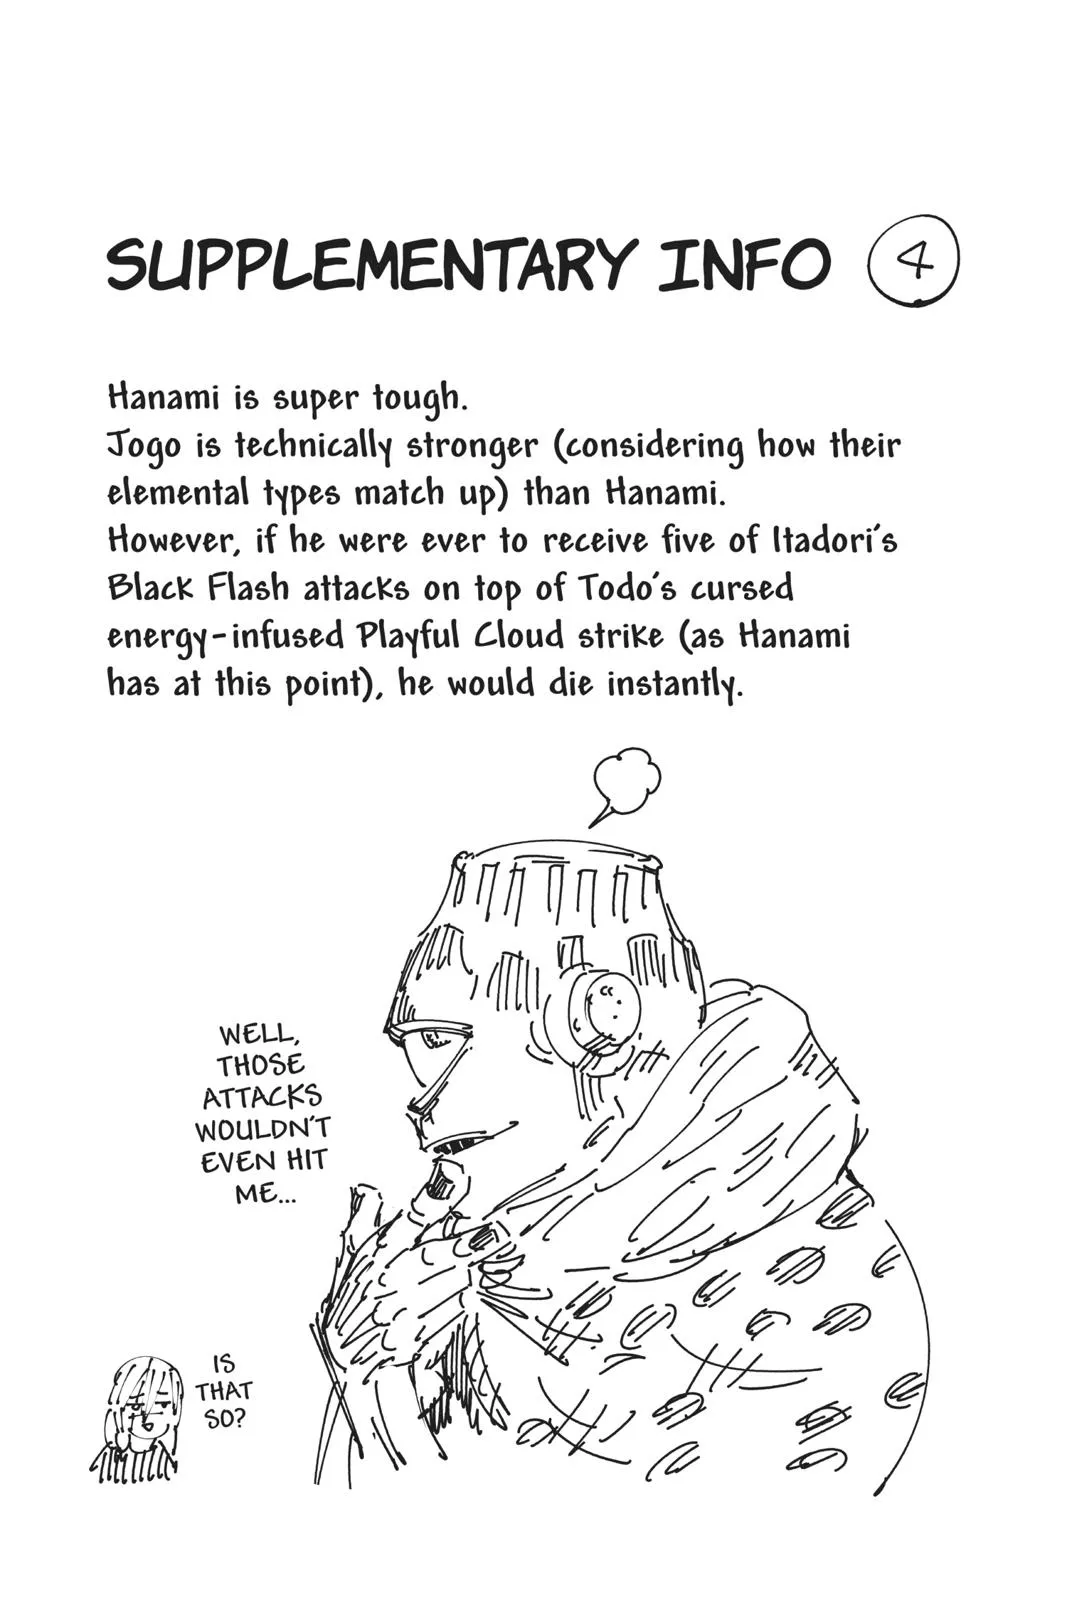 SUPPLEMENTARY INFO 4
Hanami is super tough.
Jogo is technically stronger (considering how their
elemental types match up) than Hanami.
However, if he were ever to receive five of Itadori's
Black Flash attacks on top of Todo's cursed
energy-infused Playful Cloud strike (as Hanami
has at this point), he would die instantly.
WELL,
THOSE
ATTACKS
WOULDN'T
EVEN HIT
ME...
IS
THAT
SO?